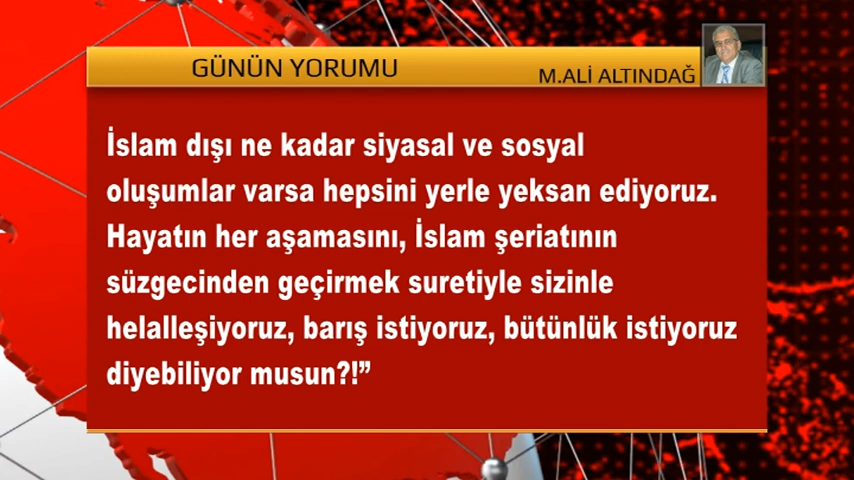 GÜNÜN YORUMU
M.ALİ ALTINDAĞ
İslam dışı ne kadar siyasal ve sosyal
oluşumlar varsa hepsini yerle yeksan ediyoruz.
Hayatın her aşamasını, İslam şeriatının
süzgecinden geçirmek suretiyle sizinle
helalleşiyoruz, barış istiyoruz, bütünlük istiyoruz
diyebiliyor musun?!”